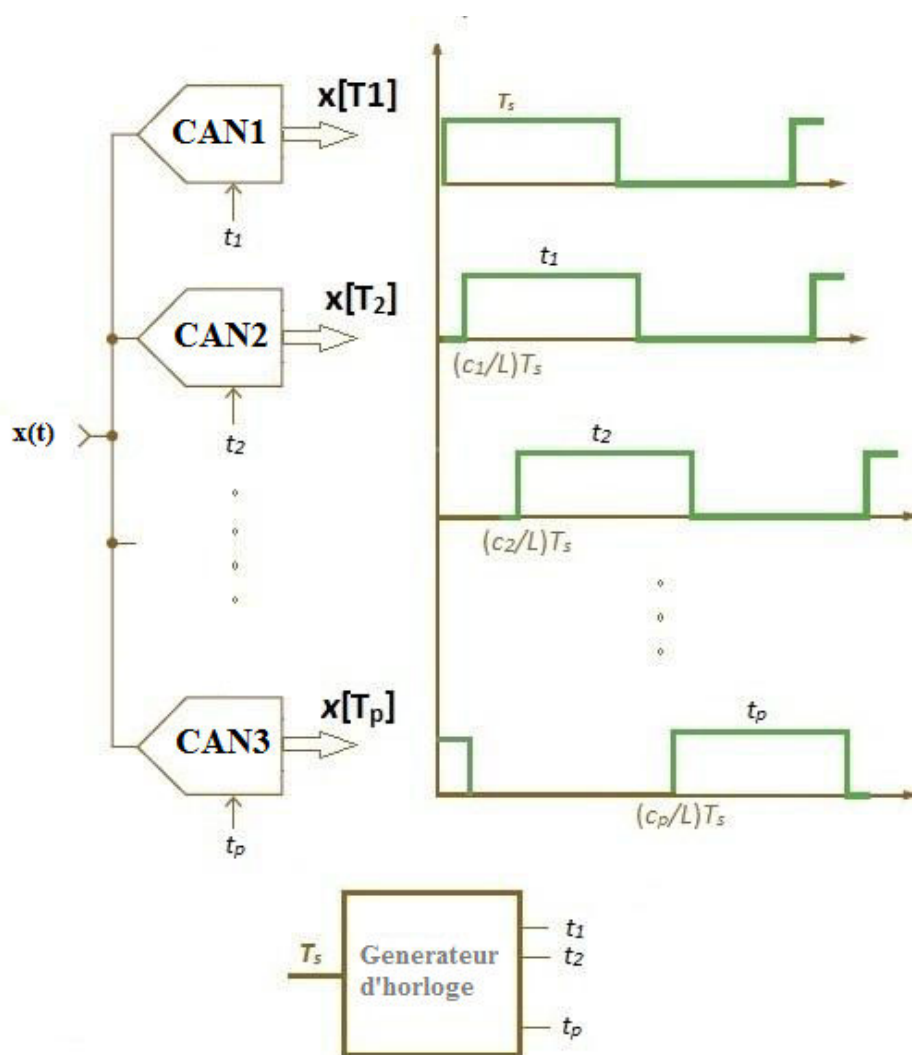 x[T1]
CAN1
t₁
x[T₂]
CAN2
t₂
x(t)
x[Tₚ]
CAN3
tₚ
Tₛ
t₁
(c₁/L)Tₛ
t₂
(c₂/L)Tₛ
tₚ
(cₚ/L)Tₛ
Tₛ
Generateur
d'horloge
t₁
t₂
tₚ